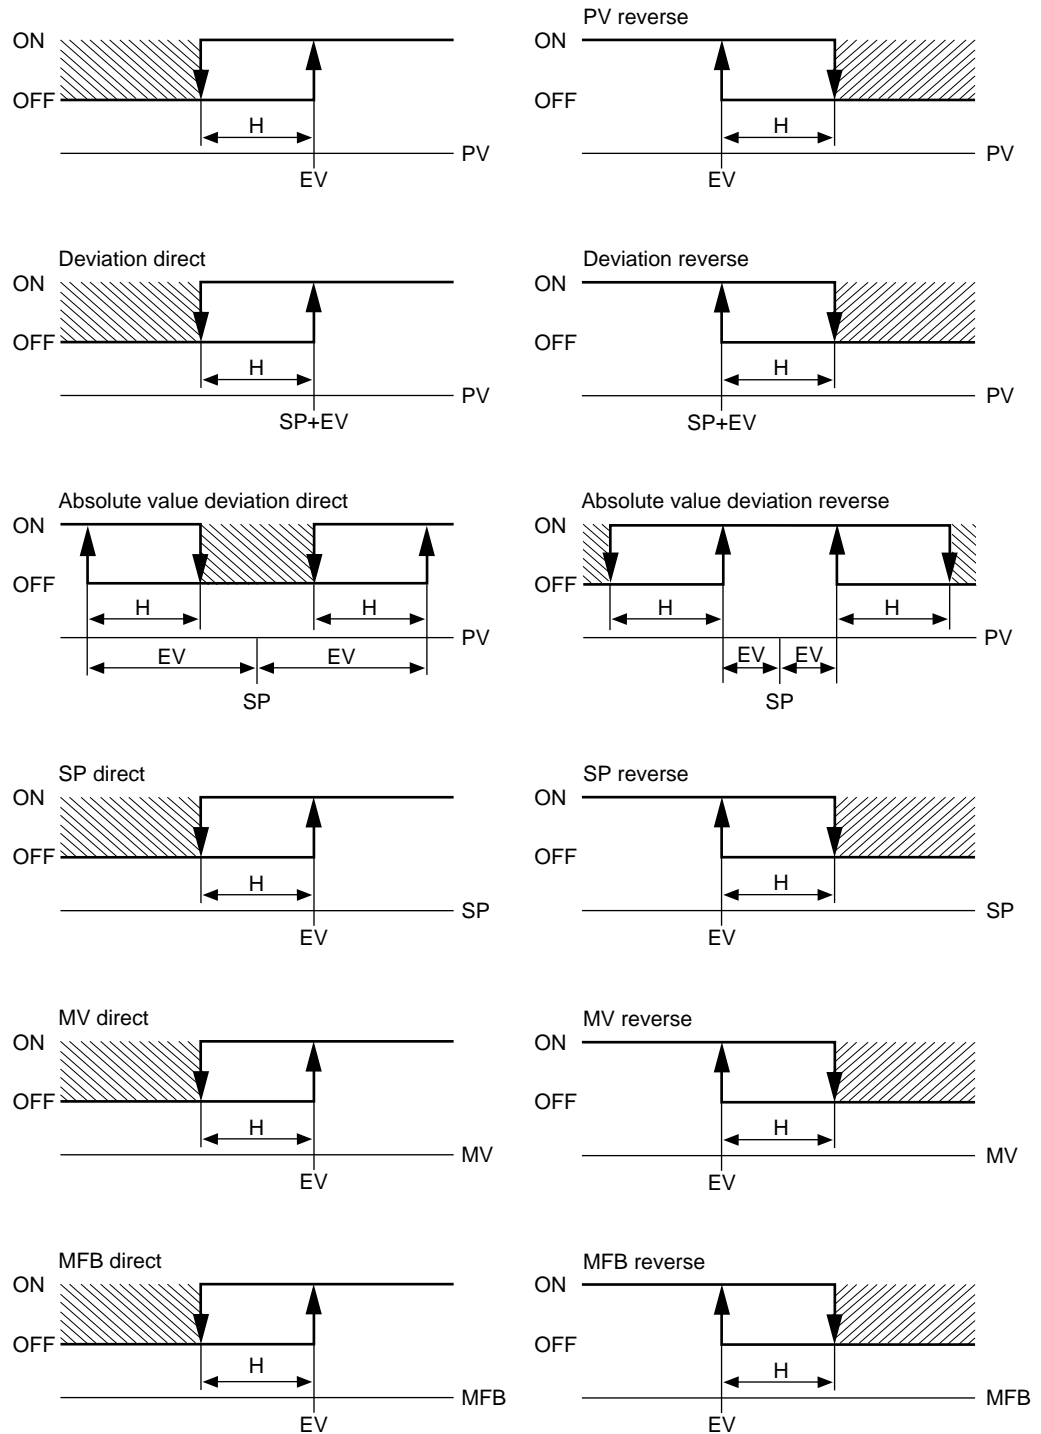 PV reverse
ON
OFF
H
PV
EV
ON
OFF
H
PV
EV
Deviation direct
ON
OFF
H
PV
SP+EV
Deviation reverse
ON
OFF
H
PV
SP+EV
Absolute value deviation direct
ON
OFF
H
H
PV
EV
EV
SP
Absolute value deviation reverse
ON
OFF
H
H
PV
EV
EV
SP
SP direct
ON
OFF
H
SP
EV
SP reverse
ON
OFF
H
SP
EV
MV direct
ON
OFF
H
MV
EV
MV reverse
ON
OFF
H
MV
EV
MFB direct
ON
OFF
H
MFB
EV
MFB reverse
ON
OFF
H
MFB
EV